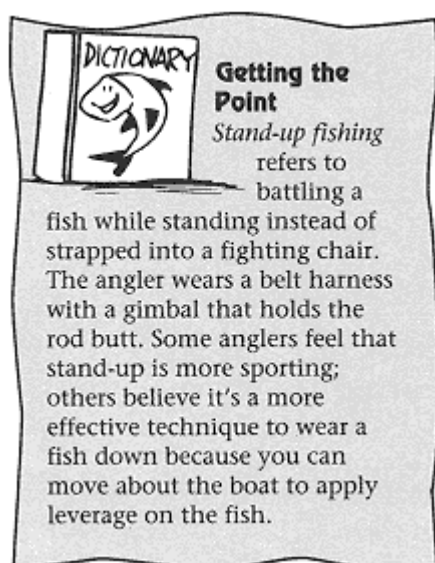 DICTIONARY
Getting the
Point
Stand-up fishing
refers to
battling a
fish while standing instead of
strapped into a fighting chair.
The angler wears a belt harness
with a gimbal that holds the
rod butt. Some anglers feel that
stand-up is more sporting;
others believe it's a more
effective technique to wear a
fish down because you can
move about the boat to apply
leverage on the fish.